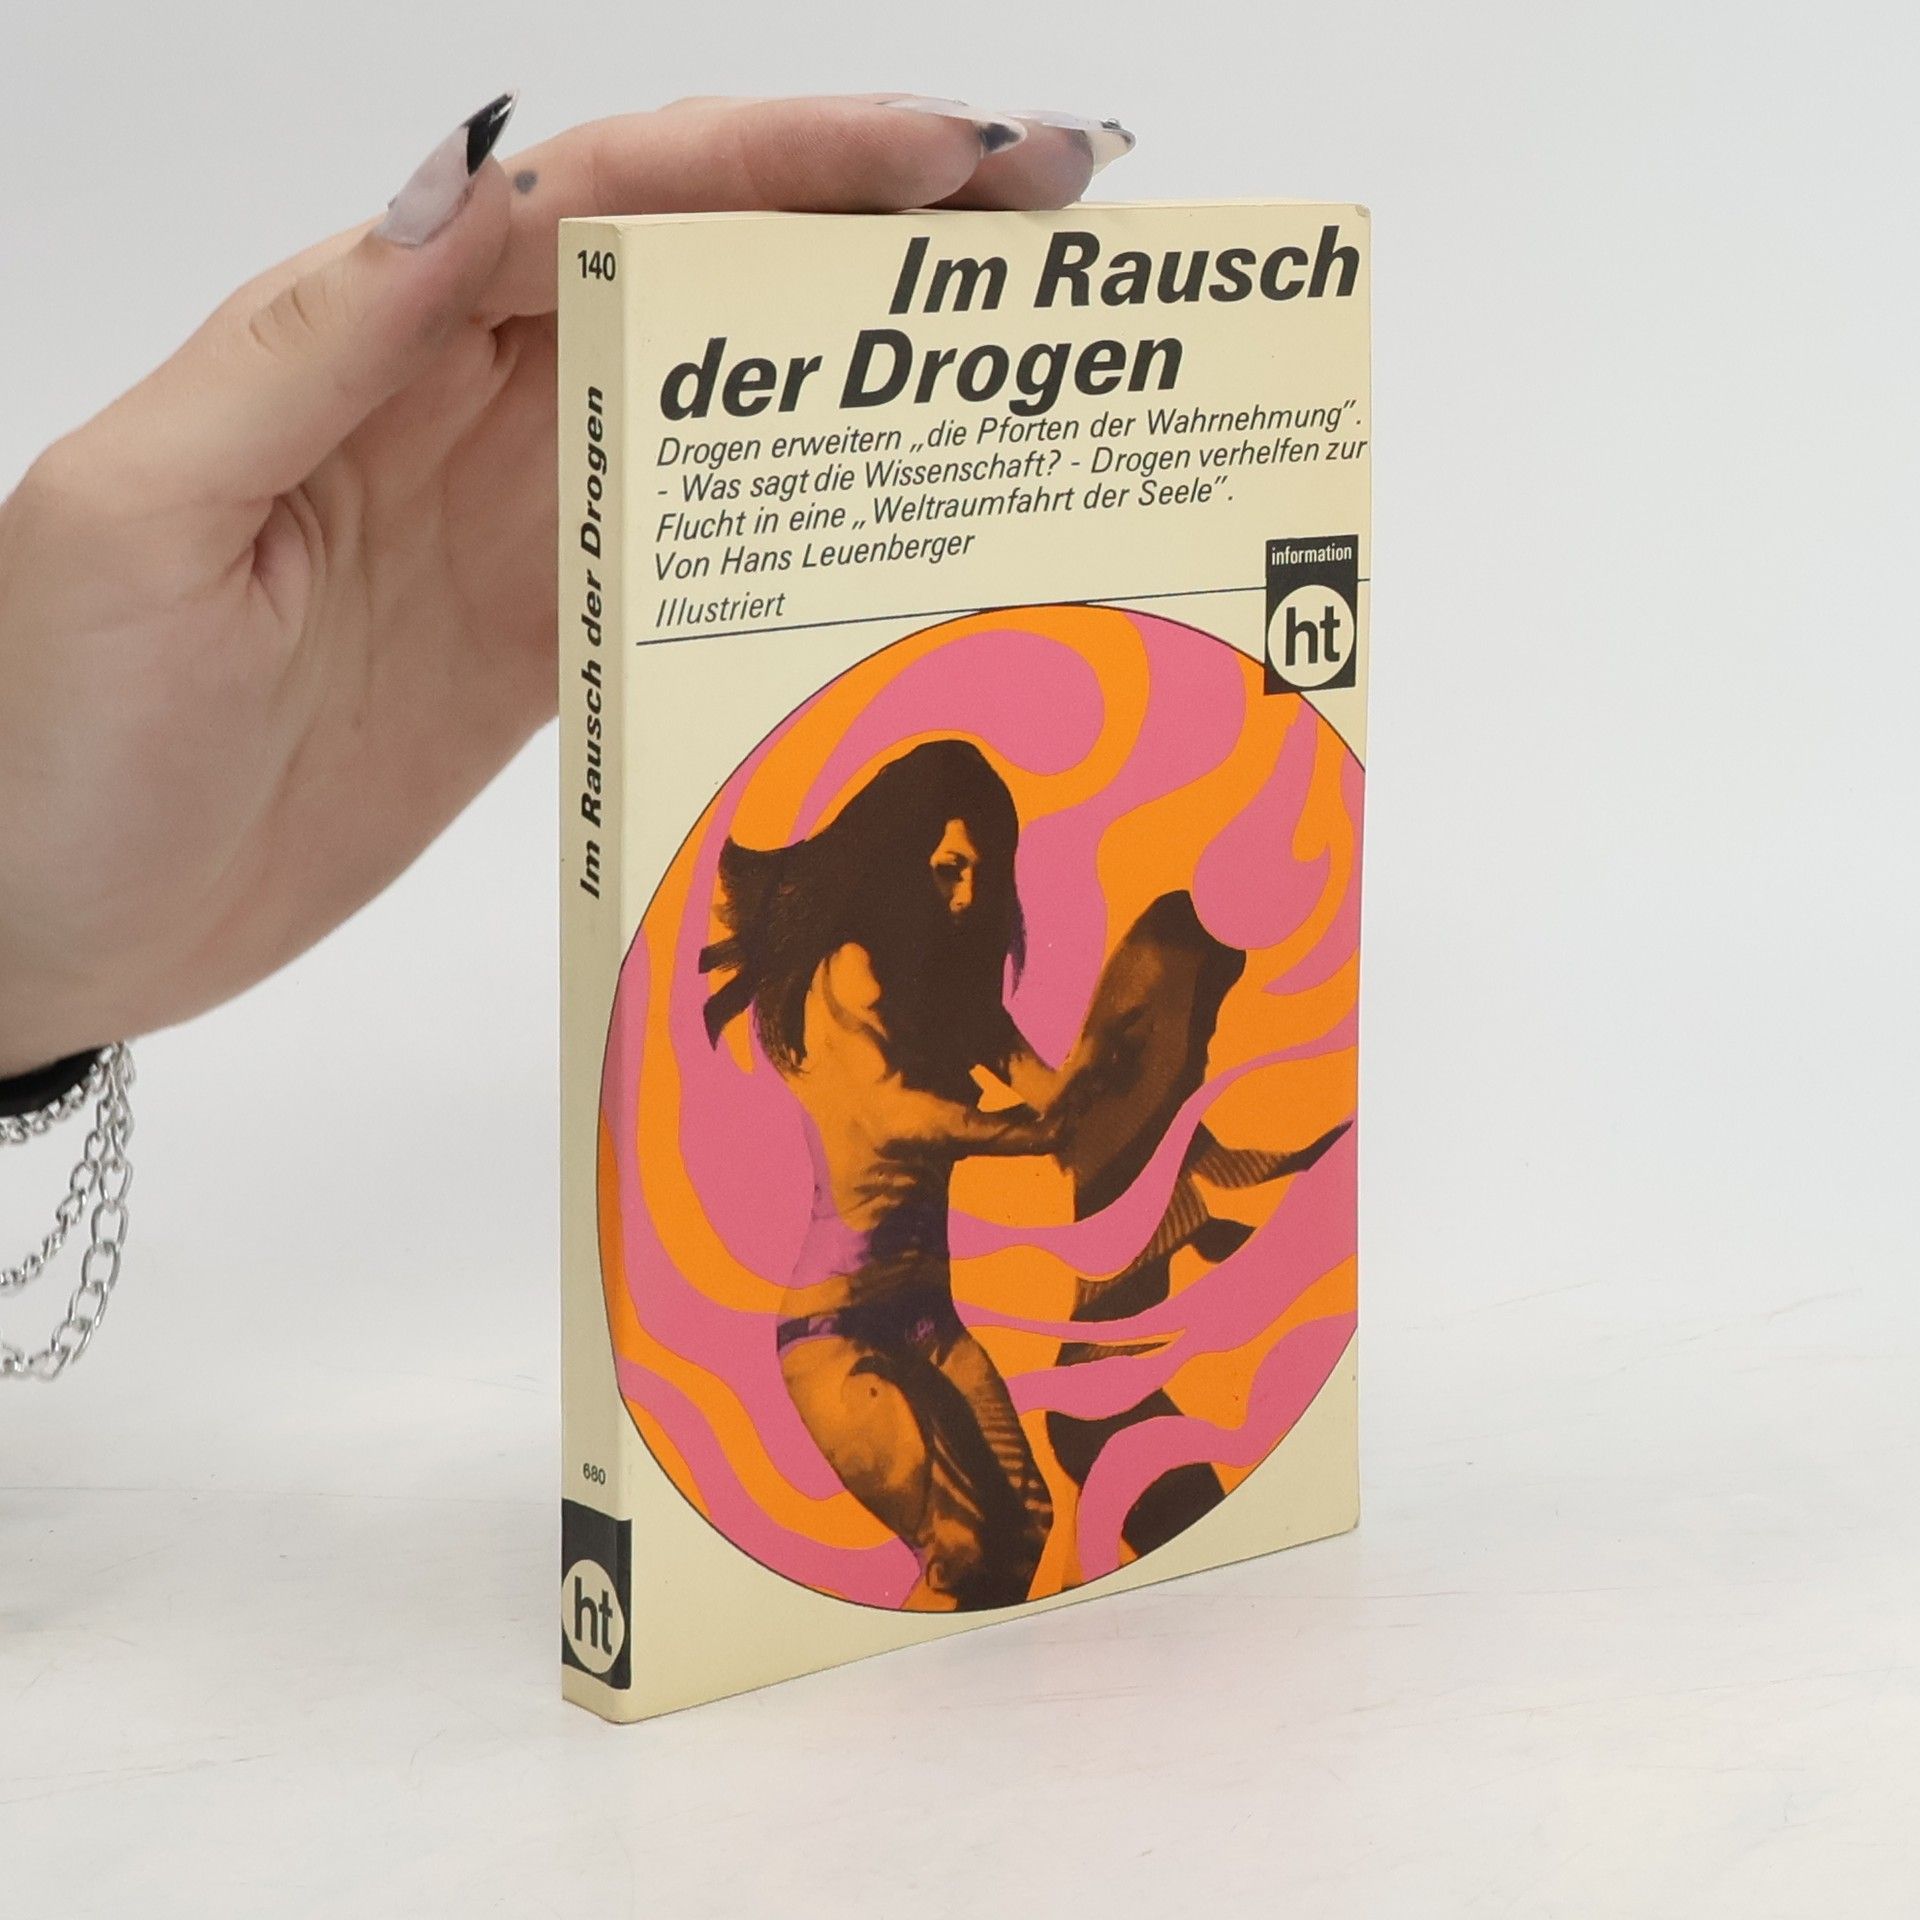 140
Im Rausch der Drogen
680
ht
Im Rausch
der Drogen
Drogen erweitern „die Pforten der Wahrnehmung”.
- Was sagt die Wissenschaft? - Drogen verhelfen zur
Flucht in eine „Weltraumfahrt der Seele”.
Von Hans Leuenberger
Illustriert
information
ht